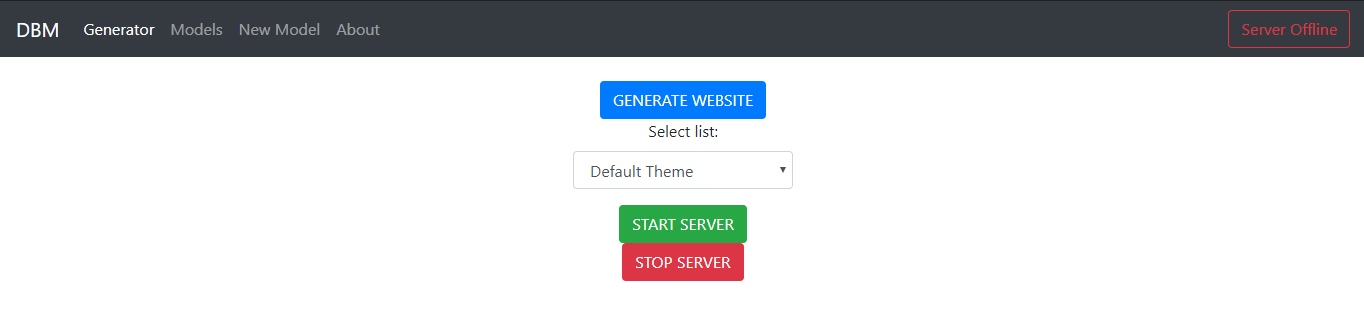 DBM Generator Models New Model About Server Offline
GENERATE WEBSITE
Select list:
Default Theme
START SERVER
STOP SERVER